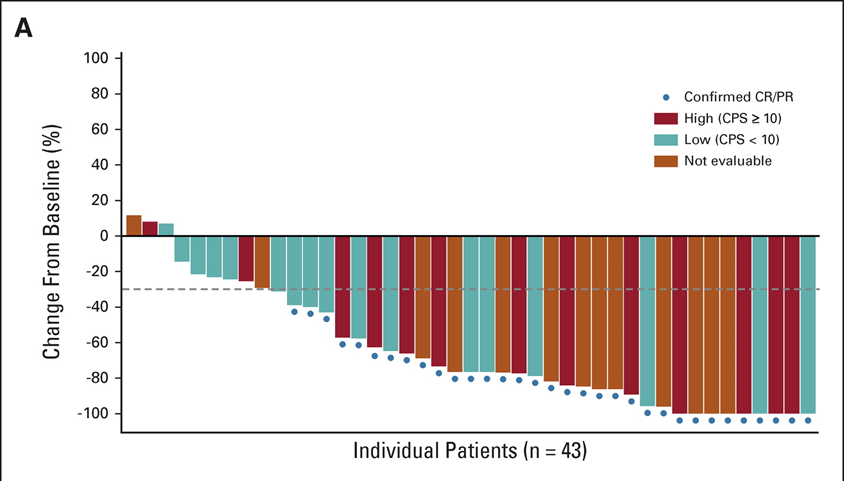 A
100
80
60
40
20
0
-20
-40
-60
-80
-100
Change From Baseline (%)
Confirmed CR/PR
High (CPS ≥ 10)
Low (CPS < 10)
Not evaluable
Individual Patients (n = 43)